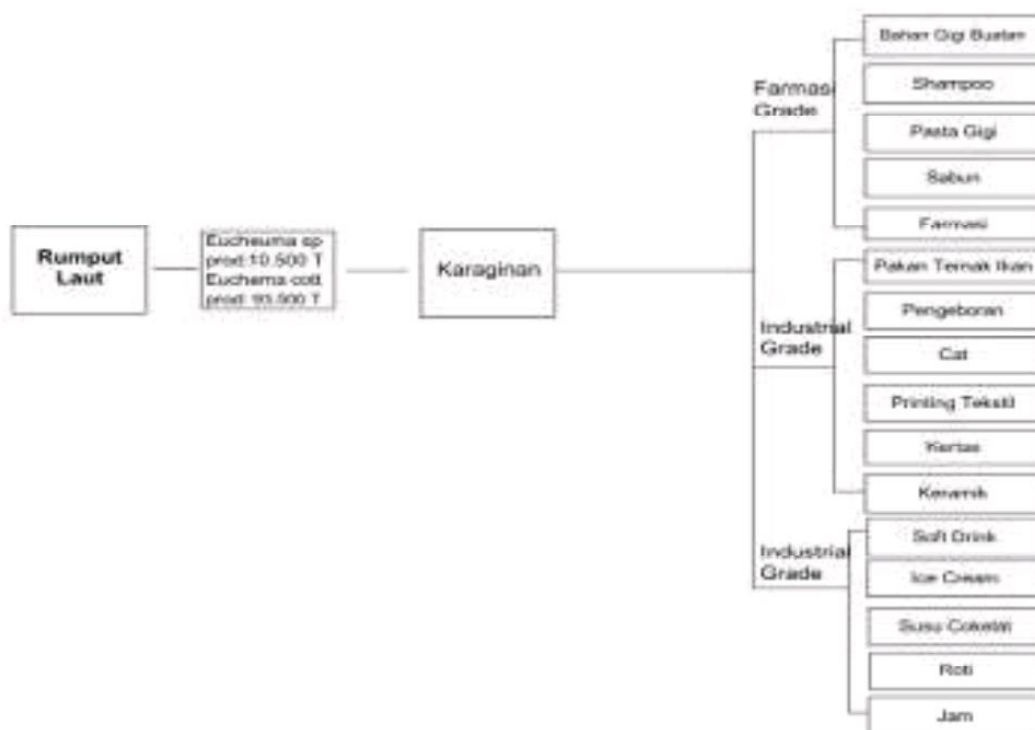 Rumput
Laut
Eucheuma sp
prod:10.500 T
Euchema cott
prod: 93.500 T
Karaginan
Farmasi
Grade
Bahan Gigi Buatan
Shampoo
Pasta Gigi
Sabun
Farmasi
Industrial
Grade
Pakan Ternak Ikan
Pengeboran
Cat
Printing Tekstil
Kertas
Keramik
Industrial
Grade
Soft Drink
Ice Cream
Susu Cokelat
Roti
Jam